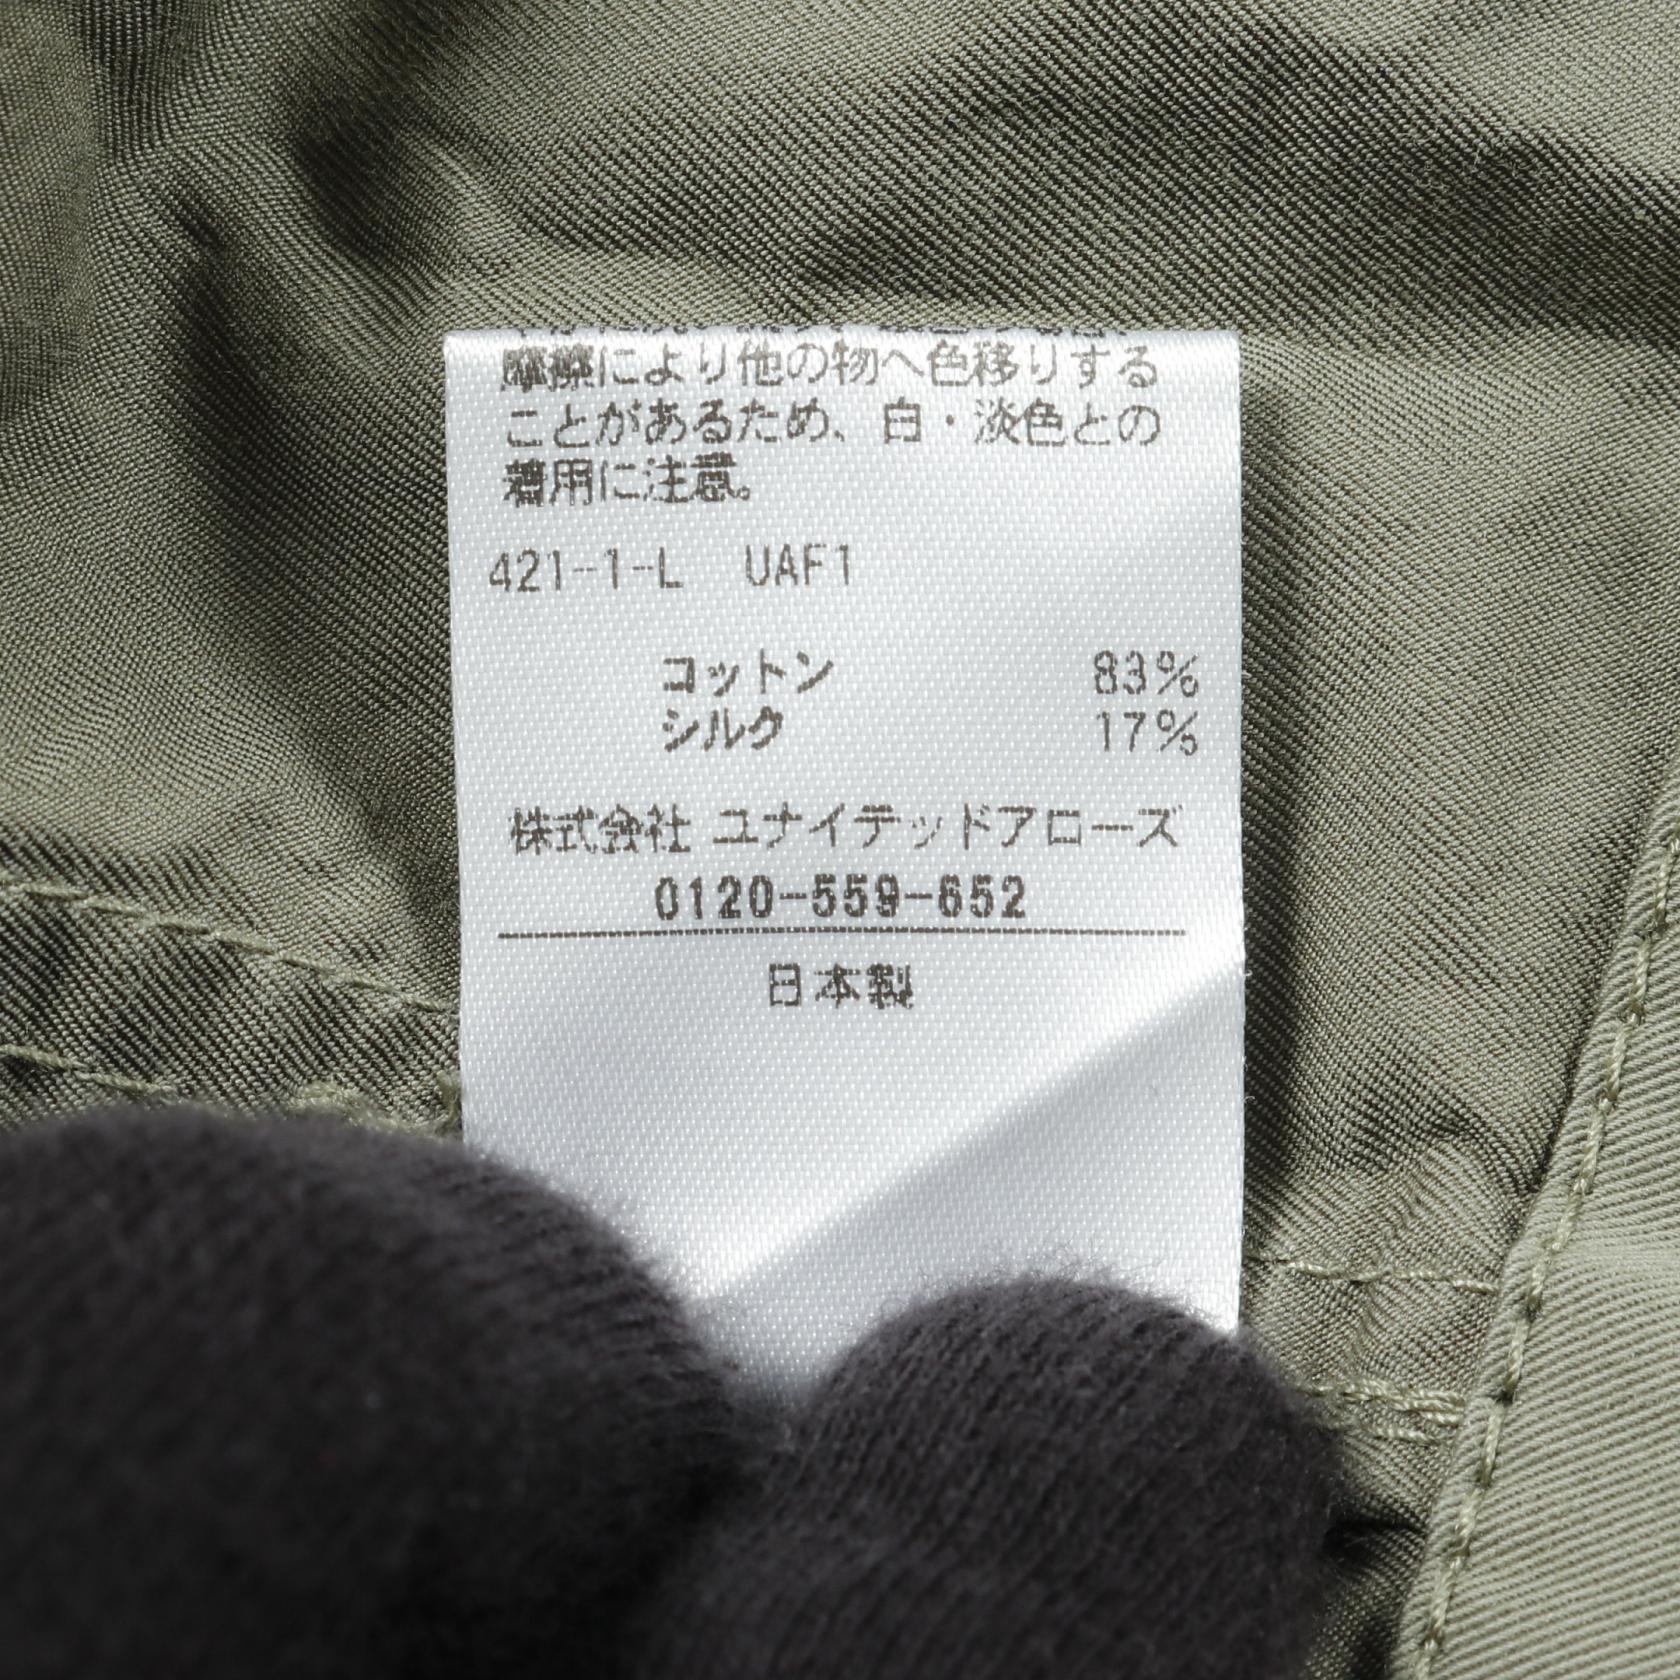 摩擦により他の物へ色移りする
ことがあるため、白・淡色との
着用に注意。
421-1-L UAF1
コットン 83%
シルク 17%
株式会社 ユナイテッドアローズ
0120-559-652
日本製